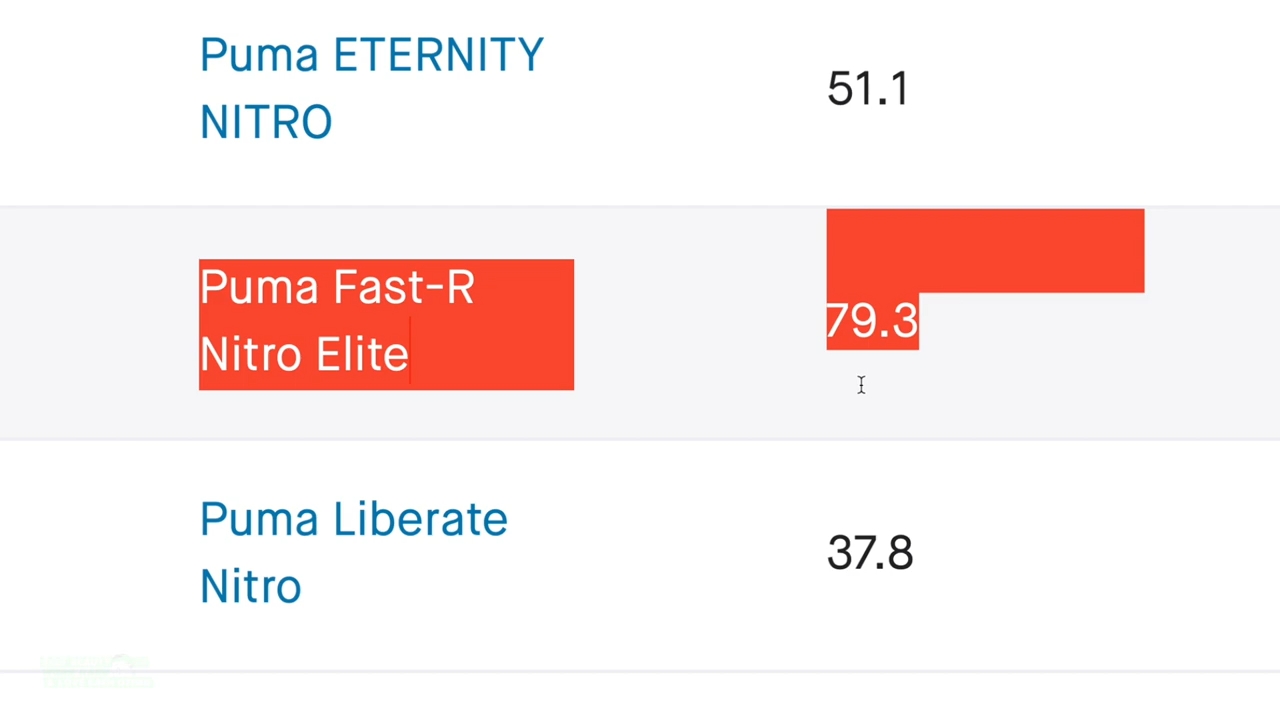 Puma ETERNITY
NITRO
51.1
Puma Fast-R
Nitro Elite
79.3
Puma Liberate
Nitro
37.8